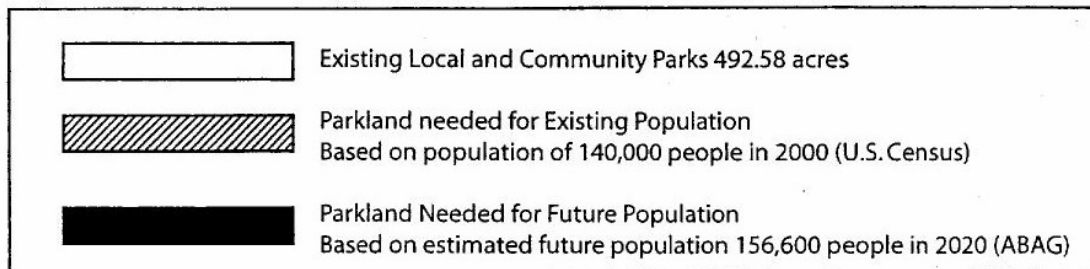 Existing Local and Community Parks 492.58 acres
Parkland needed for Existing Population
Based on population of 140,000 people in 2000 (U.S. Census)
Parkland Needed for Future Population
Based on estimated future population 156,600 people in 2020 (ABAG)